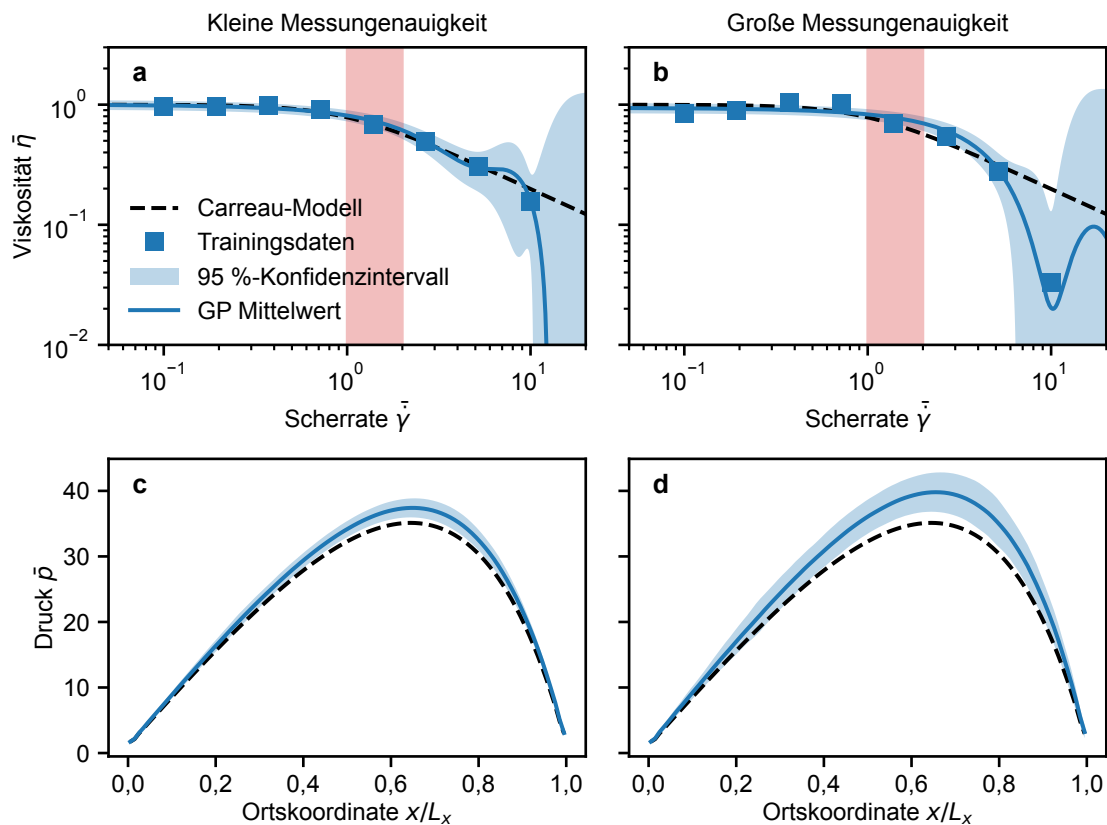 Kleine Messungenauigkeit
Große Messungenauigkeit
a
b
10⁰
10⁻¹
10⁻²
Viskosität η̄
Carreau-Modell
Trainingsdaten
95 %-Konfidenzintervall
GP Mittelwert
10⁻¹ 10⁰ 10¹
10⁻¹ 10⁰ 10¹
Scherrate γ̇̄
Scherrate γ̇̄
c
d
40
30
20
10
0
Druck p̄
0,0 0,2 0,4 0,6 0,8 1,0
0,0 0,2 0,4 0,6 0,8 1,0
Ortskoordinate x/Lₓ
Ortskoordinate x/Lₓ